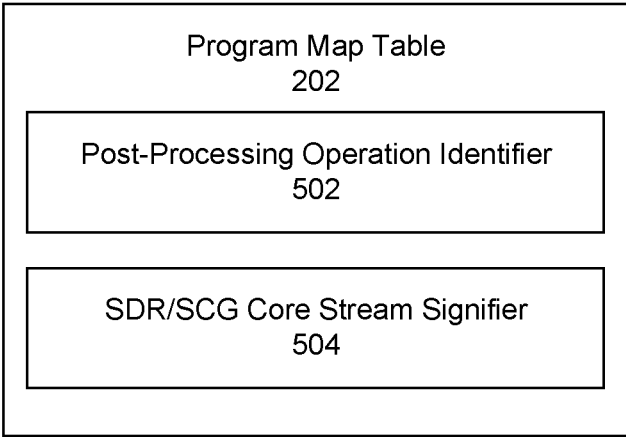 Program Map Table
202
Post-Processing Operation Identifier
502
SDR/SCG Core Stream Signifier
504